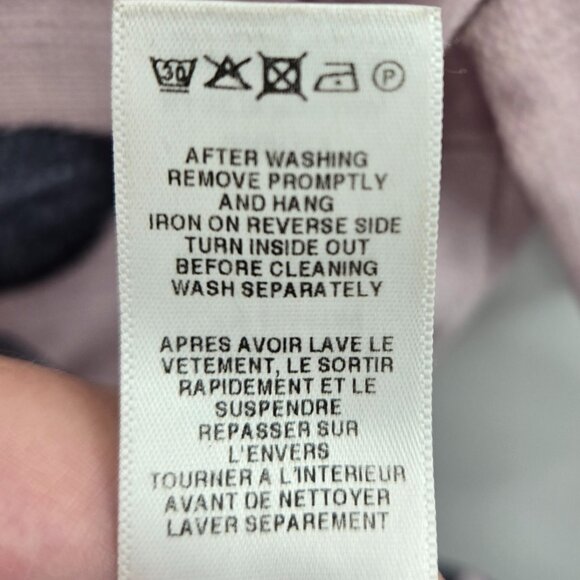 30 P
AFTER WASHING
REMOVE PROMPTLY
AND HANG
IRON ON REVERSE SIDE
TURN INSIDE OUT
BEFORE CLEANING
WASH SEPARATELY
APRES AVOIR LAVE LE
VETEMENT, LE SORTIR
RAPIDEMENT ET LE
SUSPENDRE
REPASSER SUR
L'ENVERS
TOURNER A L'INTERIEUR
AVANT DE NETTOYER
LAVER SEPAREMENT